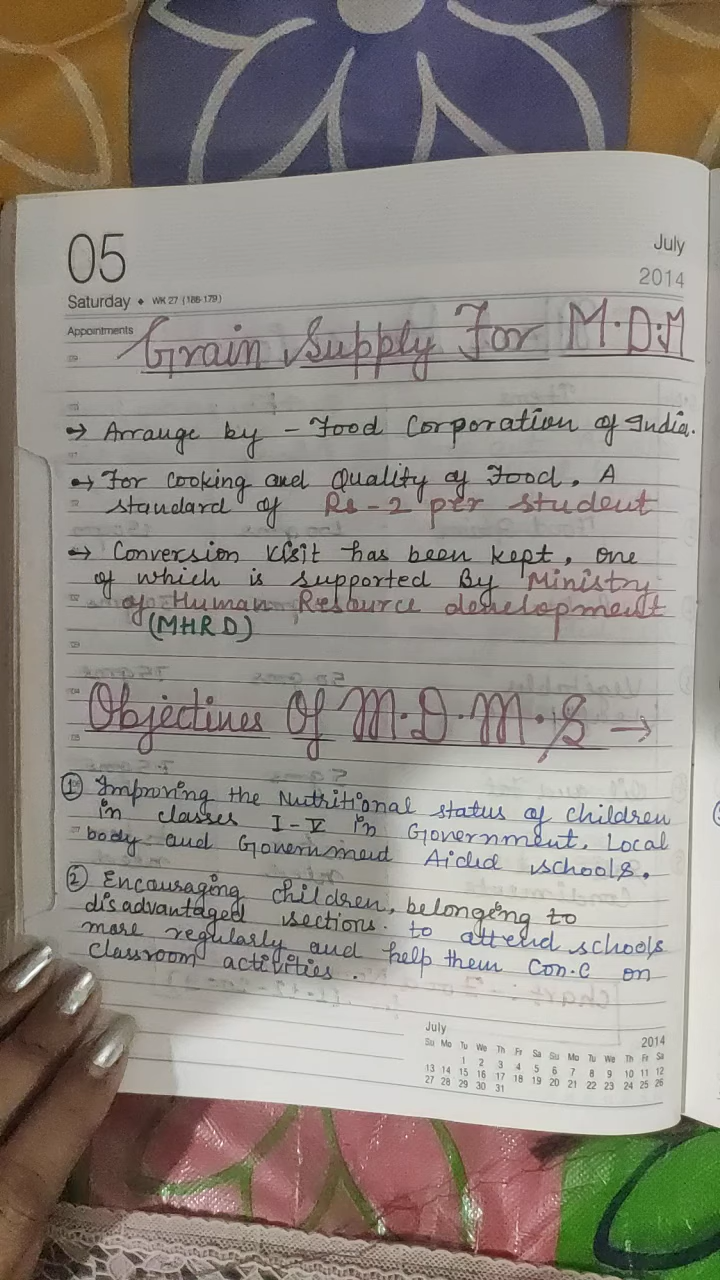 05
July
2014
Saturday ◆ WK 27 (186-179)
Appointments
Grain Supply For M.D.M
→ Arrange by - Food Corporation of India.
→ For Cooking and Quality of Food, A
standard of Rs-2 per student
→ Conversion has been kept, one
of which is supported By Ministry
of Human Resource development
(MHRD)
Objectines Of M.D.M.S →
① Improving the Nutritional status of children
in classes I-V in Government, Local
body and Government Aided schools.
② Encouraging children, belonging to
disadvantaged sections. to attend schools
more regularly and help them Con.C on
classroom activities.
July 2014
Su Mo Tu We Th Fr Sa Su Mo Tu We Th Fr Sa
1 2 3 4 5 6 7 8 9 10 11 12
13 14 15 16 17 18 19 20 21 22 23 24 25 26
27 28 29 30 31